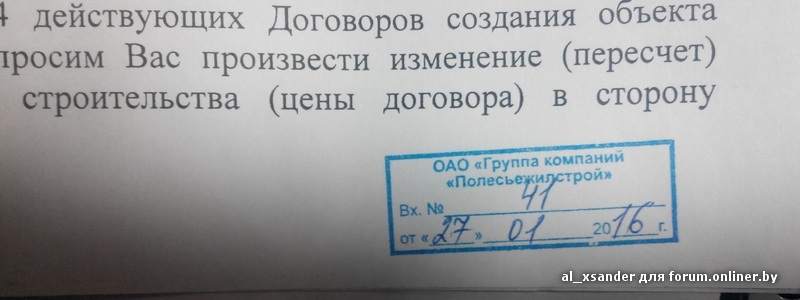 4 действующих Договоров создания объекта
просим Вас произвести изменение (пересчет)
строительства (цены договора) в сторону
ОАО «Группа компаний
«Полесьежилстрой»
Вх. № 41
от «27» 01 2016 г.
al_xsander для forum.onliner.by